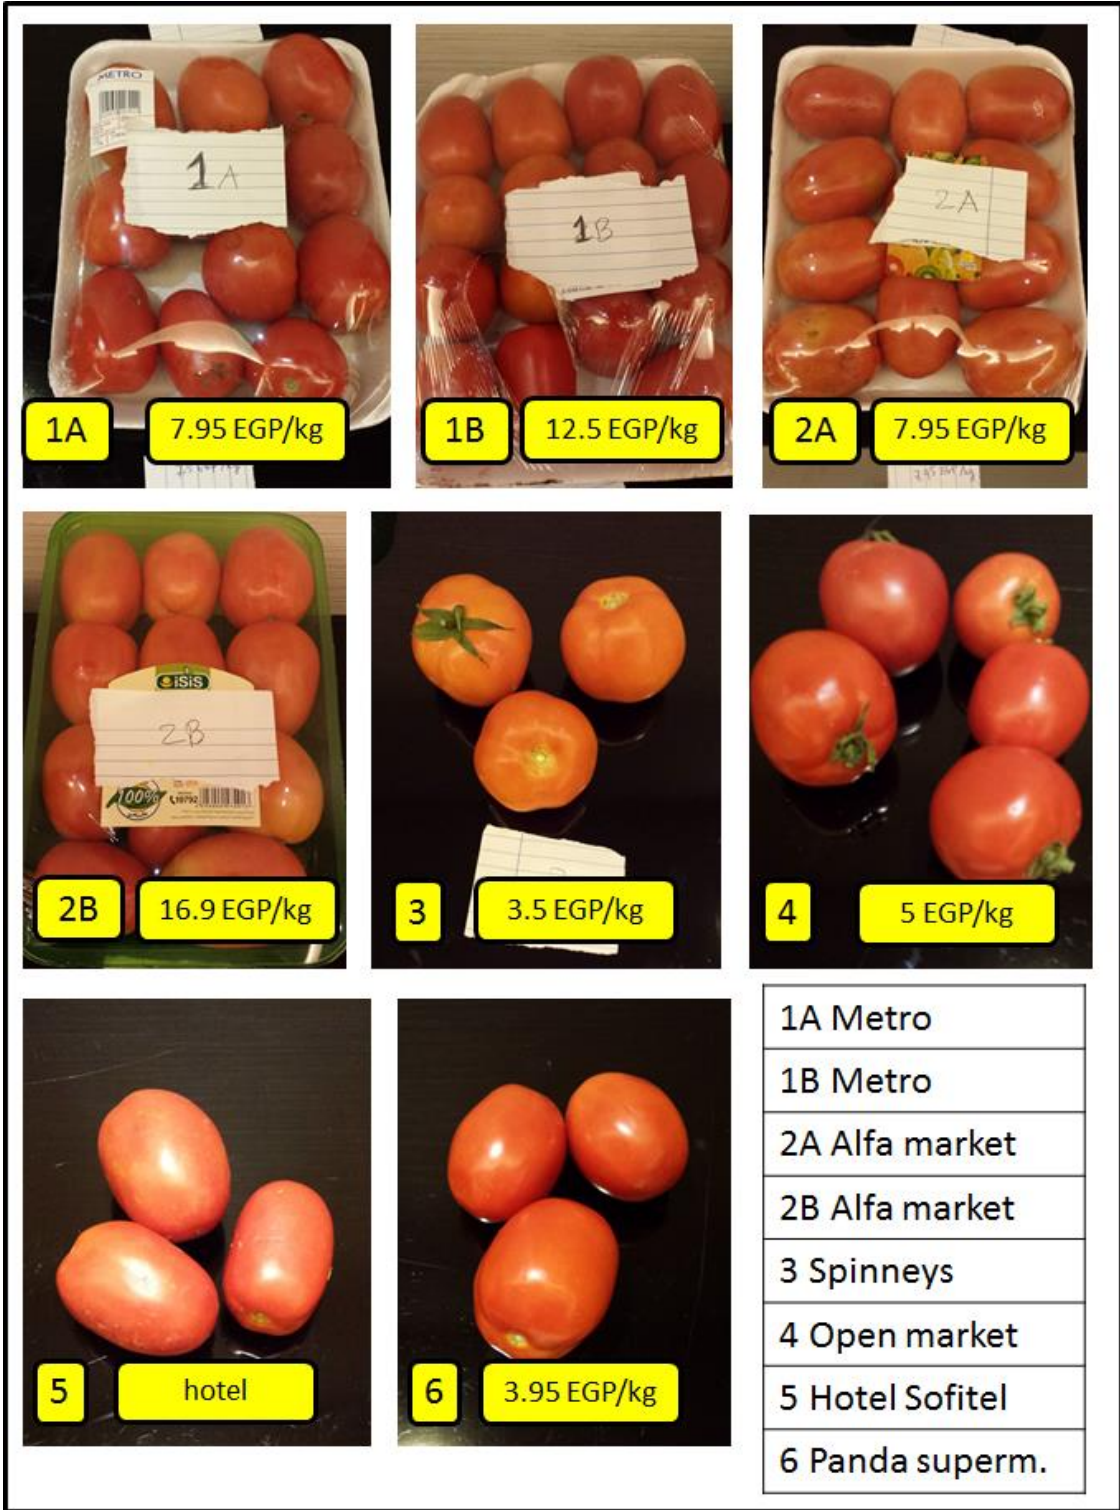 METRO
1A
1A
7.95 EGP/kg
1B
1B
12.5 EGP/kg
2A
2A
7.95 EGP/kg
isis
2B
100%
19792
2B
16.9 EGP/kg
3
3.5 EGP/kg
4
5 EGP/kg
5
hotel
6
3.95 EGP/kg
1A Metro
1B Metro
2A Alfa market
2B Alfa market
3 Spinneys
4 Open market
5 Hotel Sofitel
6 Panda superm.